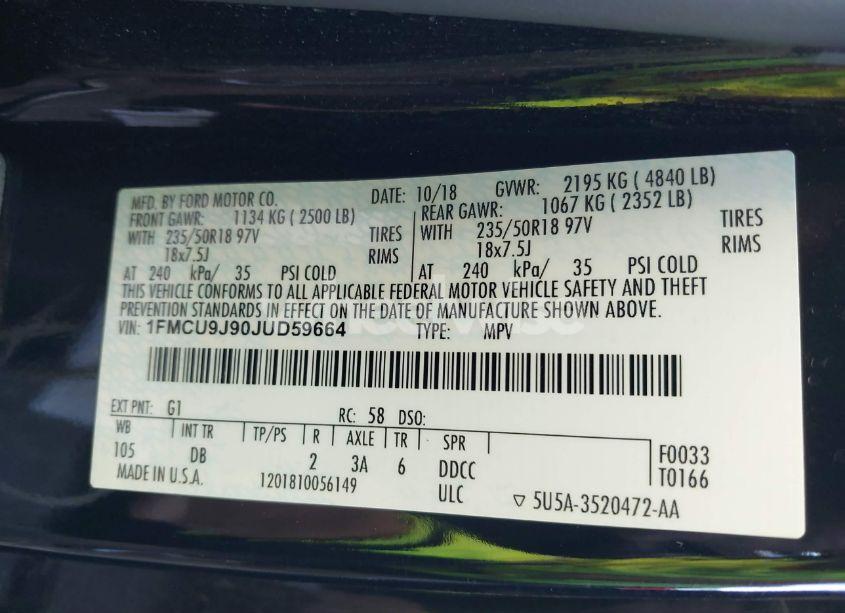 MFD. BY FORD MOTOR CO. DATE: 10/18 GVWR: 2195 KG ( 4840 LB)
FRONT GAWR: 1134 KG ( 2500 LB) REAR GAWR: 1067 KG ( 2352 LB)
WITH 235/50R18 97V TIRES WITH 235/50R18 97V TIRES
18x7.5J RIMS 18x7.5J RIMS
AT 240 kPa/ 35 PSI COLD AT 240 kPa/ 35 PSI COLD
THIS VEHICLE CONFORMS TO ALL APPLICABLE FEDERAL MOTOR VEHICLE SAFETY AND THEFT
PREVENTION STANDARDS IN EFFECT ON THE DATE OF MANUFACTURE SHOWN ABOVE.
VIN: 1FMCU9J90JUD59664 TYPE: MPV
EXT PNT: G1 RC: 58 DSO:
WB INT TR TP/PS R AXLE TR SPR F0033
105 DB 2 3A 6 DDCC T0166
MADE IN U.S.A. 1201810056149 ULC ▽ 5U5A-3520472-AA